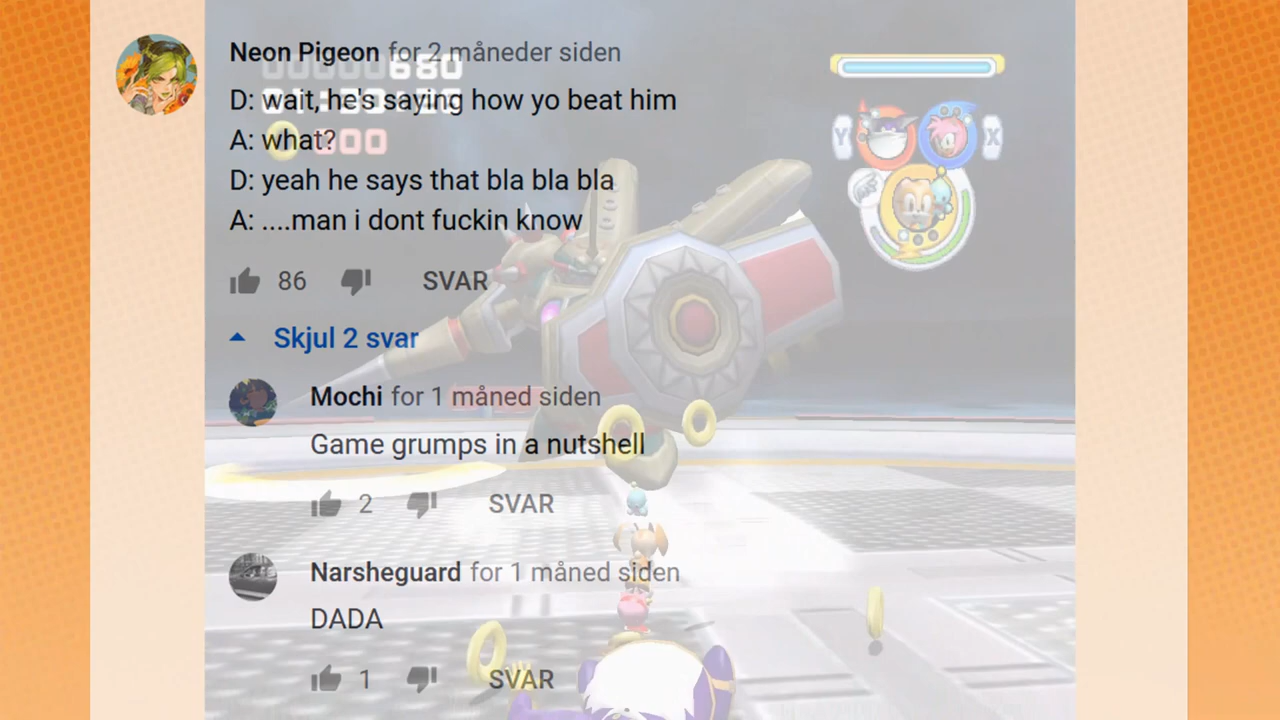 Neon Pigeon for 2 måneder siden
680
D: wait, he's saying how yo beat him
A: what?
00
D: yeah he says that bla bla bla
A: ....man i dont fuckin know
Y
X
86 SVAR
Skjul 2 svar
Mochi for 1 måned siden
Game grumps in a nutshell
2 SVAR
Narsheguard for 1 måned siden
DADA
1 SVAR